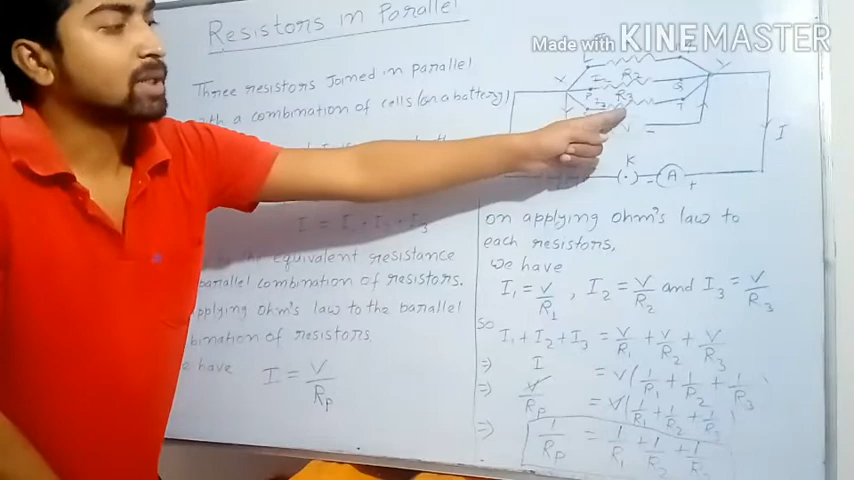 Resistors in Parallel
Made with KINEMASTER
Three resistors Joined in parallel
with a combination of cells (or a battery)
R2
R3
V
I
K
- A +
I = I1 + I2 + I3
the equivalent resistance
parallel combination of resistors.
applying ohm's law to the parallel
combination of resistors.
have
I = V/Rp
on applying ohm's law to
each resistors,
we have
I1 = V/R1 , I2 = V/R2 and I3 = V/R3
so
I1 + I2 + I3 = V/R1 + V/R2 + V/R3
⇒ I = V(1/R1 + 1/R2 + 1/R3
⇒ V/Rp = V(1/R1 + 1/R2 + 1/R3)
⇒ 1/Rp = 1/R1 + 1/R2 + 1/R3